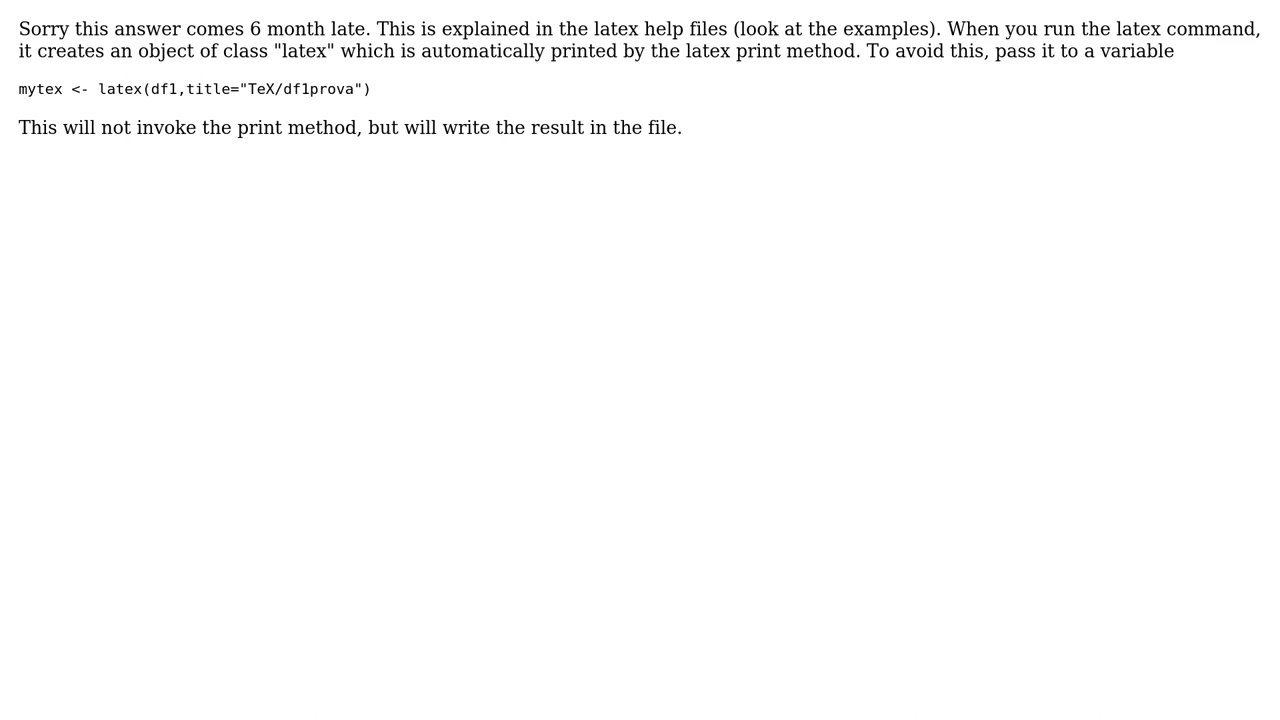 Sorry this answer comes 6 month late. This is explained in the latex help files (look at the examples). When you run the latex command,
it creates an object of class "latex" which is automatically printed by the latex print method. To avoid this, pass it to a variable
mytex <- latex(df1,title="TeX/df1prova")
This will not invoke the print method, but will write the result in the file.